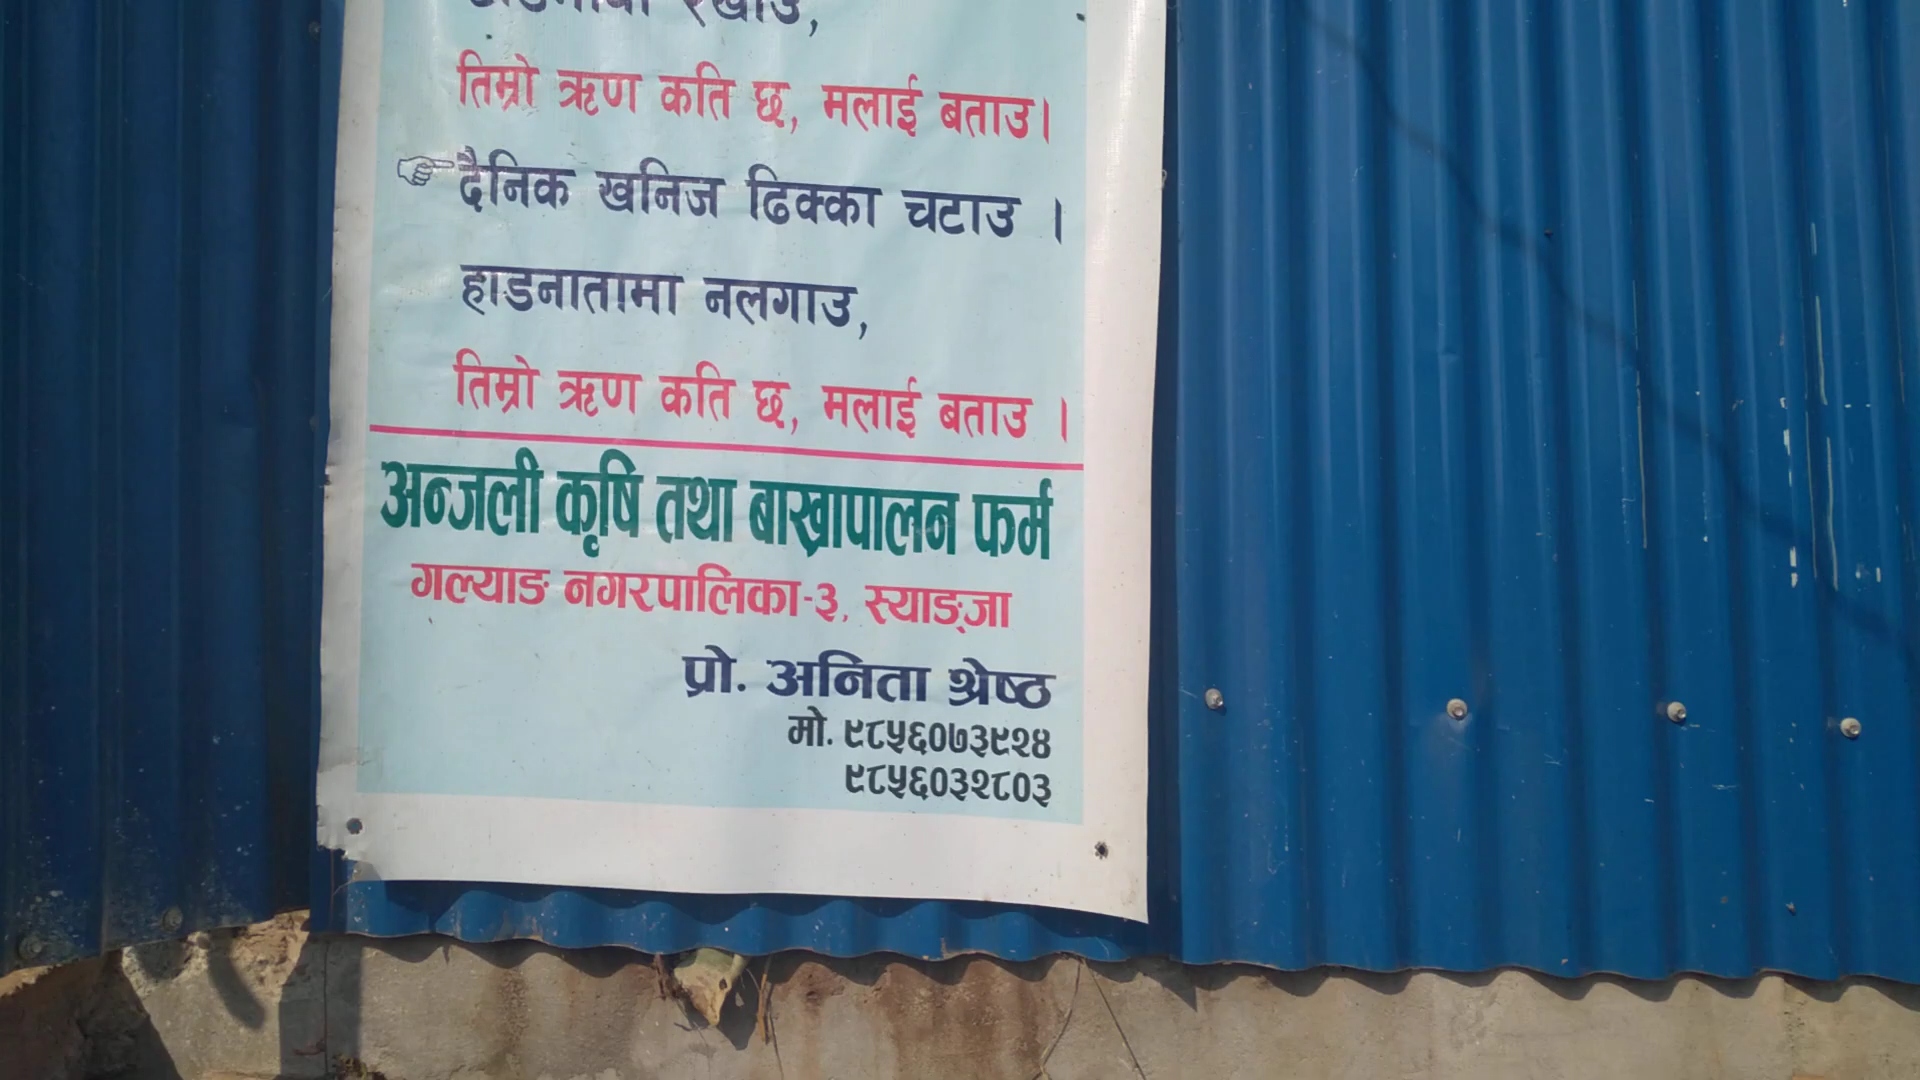 तिम्रो ऋण कति छ, मलाई बताउ।
दैनिक खनिज ढिक्का चटाउ ।
हाडनातामा नलगाउ,
तिम्रो ऋण कति छ, मलाई बताउ ।
अन्जली कृषि तथा बाख्रापालन फर्म
गल्याङ नगरपालिका-३, स्याङ्जा
प्रो. अनिता श्रेष्ठ
मो. ९८५६०७३९२४
९८५६०३२८०३